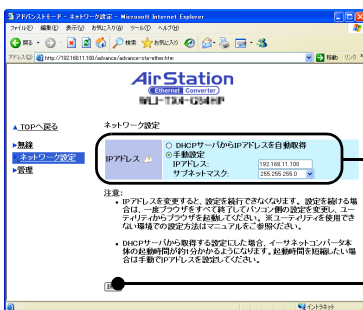 アドバンストモード - ネットワーク設定 - Microsoft Internet Explorer
ファイル(F) 編集(E) 表示(V) お気に入り(A) ツール(T) ヘルプ(H)
戻る 検索 お気に入り
アドレス(D) http://192.168.11.100/advance/advance-sta-ether.htm 移動 リンク
AirStation
Ethernet Converter
WLI-TX4-G54HP
▲ TOPへ戻る
ネットワーク設定
▶無線
ネットワーク設定
▶管理
IPアドレス
○ DHCPサーバからIPアドレスを自動取得
◉ 手動設定
IPアドレス: 192.168.11.100
サブネットマスク: 255.255.255.0
注意:
・IPアドレスを変更すると、設定を続行できなくなります。設定を続ける場
合は、一度ブラウザをすべて終了してパソコン側の設定を変更し、ユー
ティリティからブラウザを起動してください。※ユーティリティを使用でき
ない環境での設定方法はマニュアルをご参照ください。
・DHCPサーバから取得する設定にした場合、イーサネットコンバータ本
体の起動時間が約1分かかるようになります。起動時間を短縮したい場
合は手動でIPアドレスを設定してください。
イントラネット